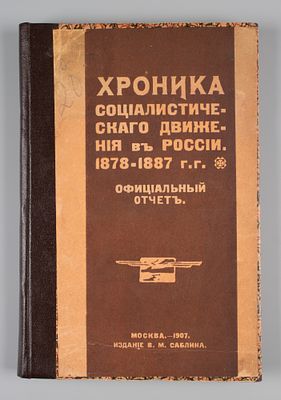 ХРОНИКА
СОЦІАЛИСТИЧЕ-
СКАГО ДВИЖЕ-
НІЯ ВЪ РОССІИ.
1878-1887 г.г.
ОФИЦІАЛЬНЫЙ
ОТЧЕТЪ.
МОСКВА.—1907.
ИЗДАНІЕ В. М. САБЛИНА.